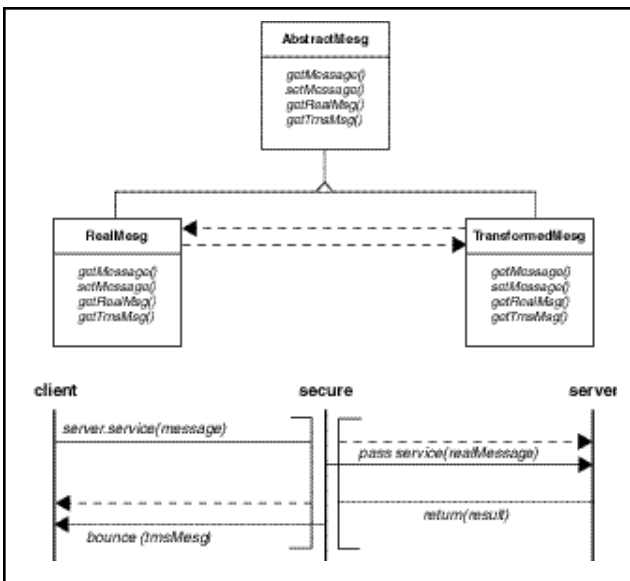 AbstractMesg
getMessage()
setMessage()
getRealMsg()
getTrnsMsg()
RealMesg
getMessage()
setMessage()
getRealMsg()
getTrnsMsg()
TransformedMesg
getMessage()
setMessage()
getRealMsg()
getTrnsMsg()
client
secure
server
server.service(message)
pass service(realMessage)
return(result)
bounce (trnsMesg)